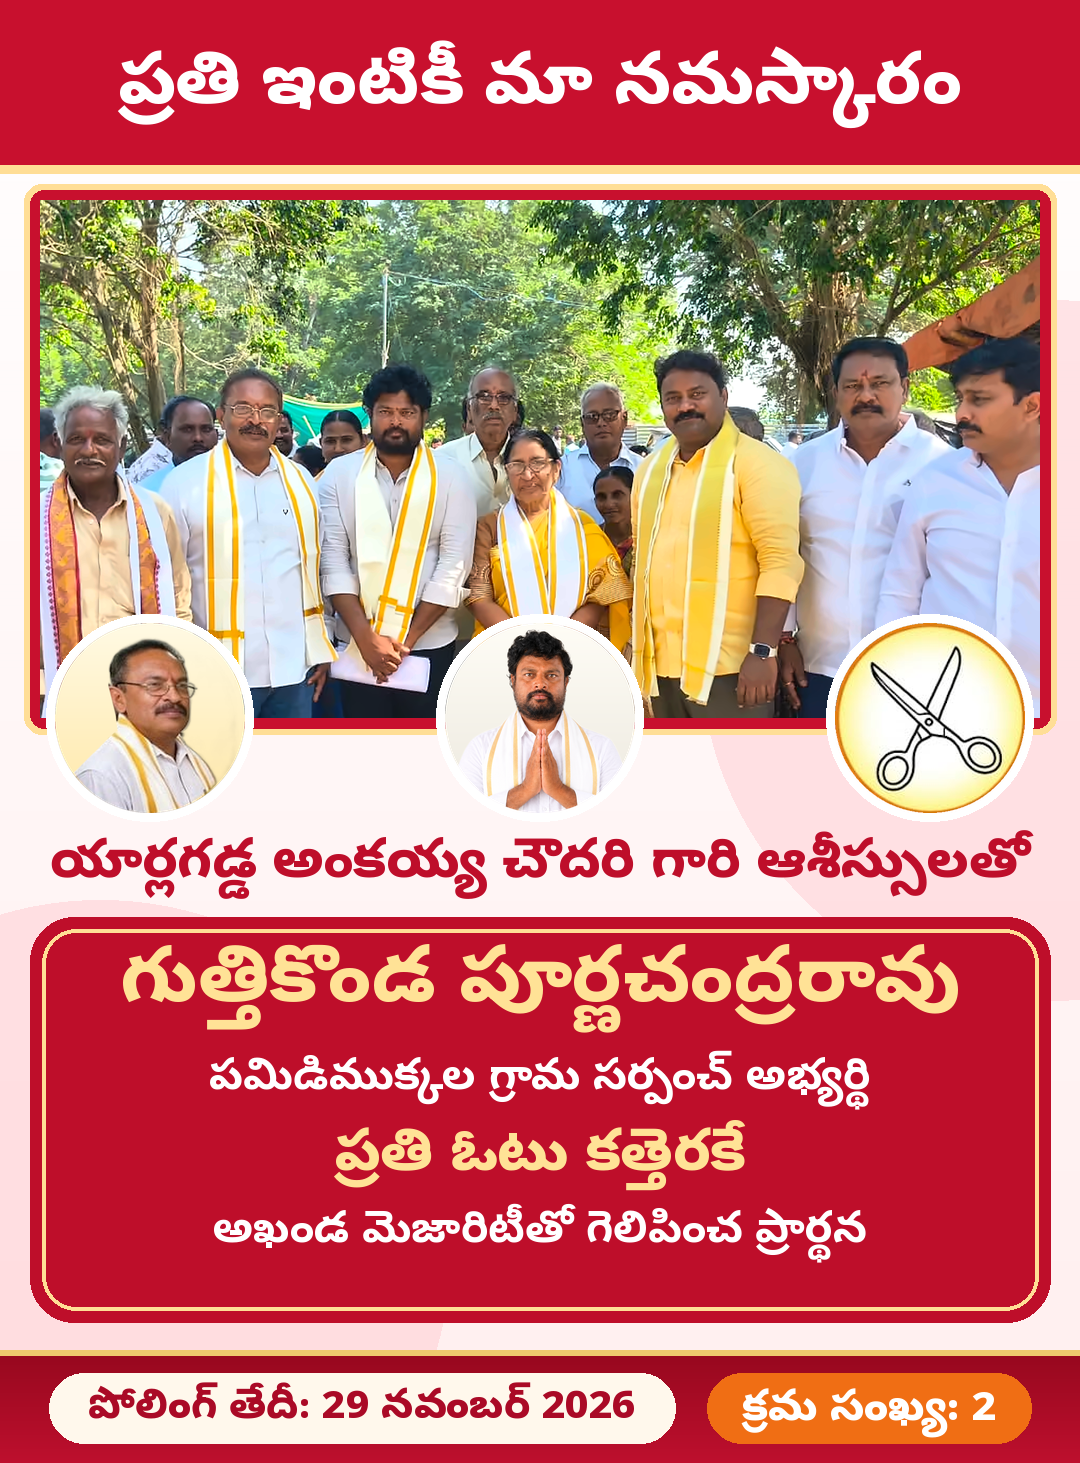 ప్రతి ఇంటికీ మా నమస్కారం
యార్లగడ్డ అంకయ్య చౌదరి గారి ఆశీస్సులతో
గుత్తికొండ పూర్ణచంద్రరావు
పమిడిముక్కల గ్రామ సర్పంచ్ అభ్యర్థి
ప్రతి ఓటు కత్తెరకే
అఖండ మెజారిటీతో గెలిపించ ప్రార్థన
పోలింగ్ తేదీ: 29 నవంబర్ 2026
క్రమ సంఖ్య: 2